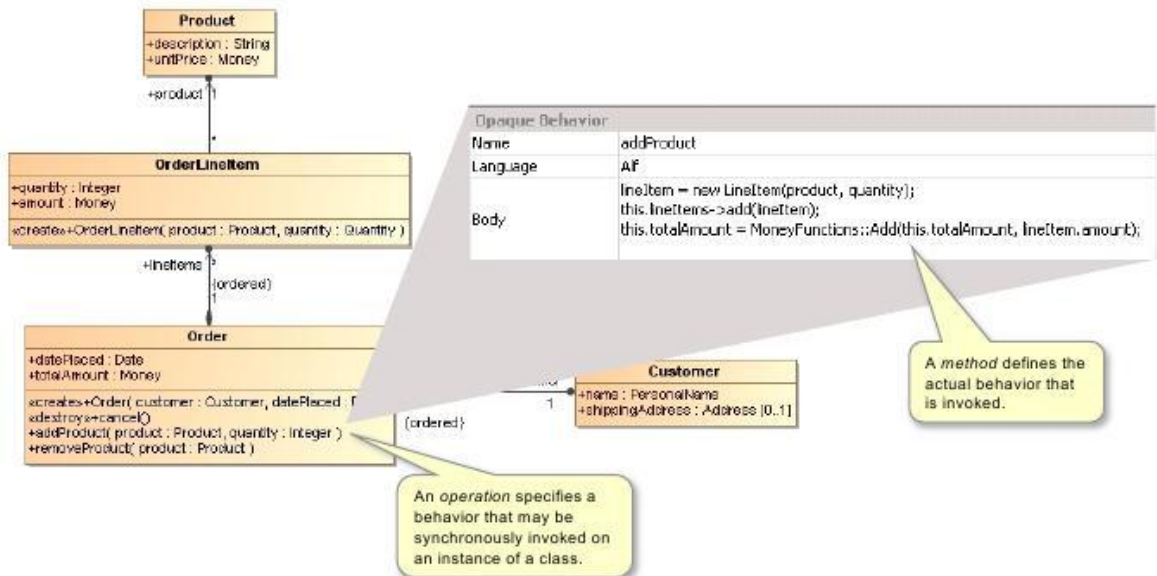 Product
+description : String
+unitPrice : Money
+product 1
*
OrderLineItem
+quantity : Integer
+amount : Money
«create»+OrderLineItem( product : Product, quantity : Quantity )
+lineItems *
{ordered}
1
Order
+datePlaced : Date
+totalAmount : Money
«create»+Order( customer : Customer, datePlaced :
«destroy»+cancel()
+addProduct( product : Product, quantity : Integer )
+removeProduct( product : Product )
{ordered}
1
Customer
+name : PersonalName
+shippingAddress : Address [0..1]
Opaque Behavior
Name addProduct
Language Alf
Body
lineItem = new LineItem(product, quantity);
this.lineItems->add(lineItem);
this.totalAmount = MoneyFunctions::Add(this.totalAmount, lineItem.amount);
A method defines the
actual behavior that
is invoked.
An operation specifies a
behavior that may be
synchronously invoked on
an instance of a class.